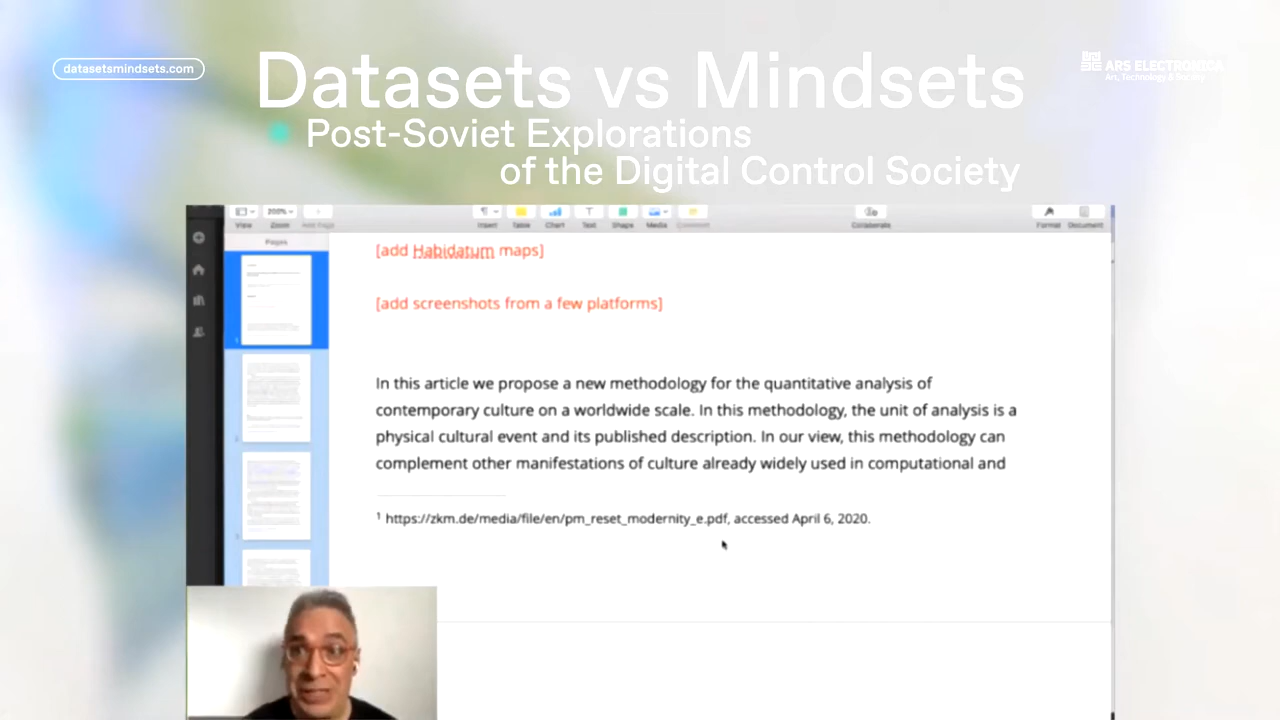 datasetsmindsets.com
Datasets vs Mindsets
ARS ELECTRONICA
Art, Technology & Society
Post-Soviet Explorations
of the Digital Control Society
200%
View
Zoom
Add Page
Insert
Table
Chart
Text
Shape
Media
Comment
Collaborate
Format
Document
Pages
[add Habidatum maps]
[add screenshots from a few platforms]
In this article we propose a new methodology for the quantitative analysis of
contemporary culture on a worldwide scale. In this methodology, the unit of analysis is a
physical cultural event and its published description. In our view, this methodology can
complement other manifestations of culture already widely used in computational and
1 https://zkm.de/media/file/en/pm_reset_modernity_e.pdf, accessed April 6, 2020.